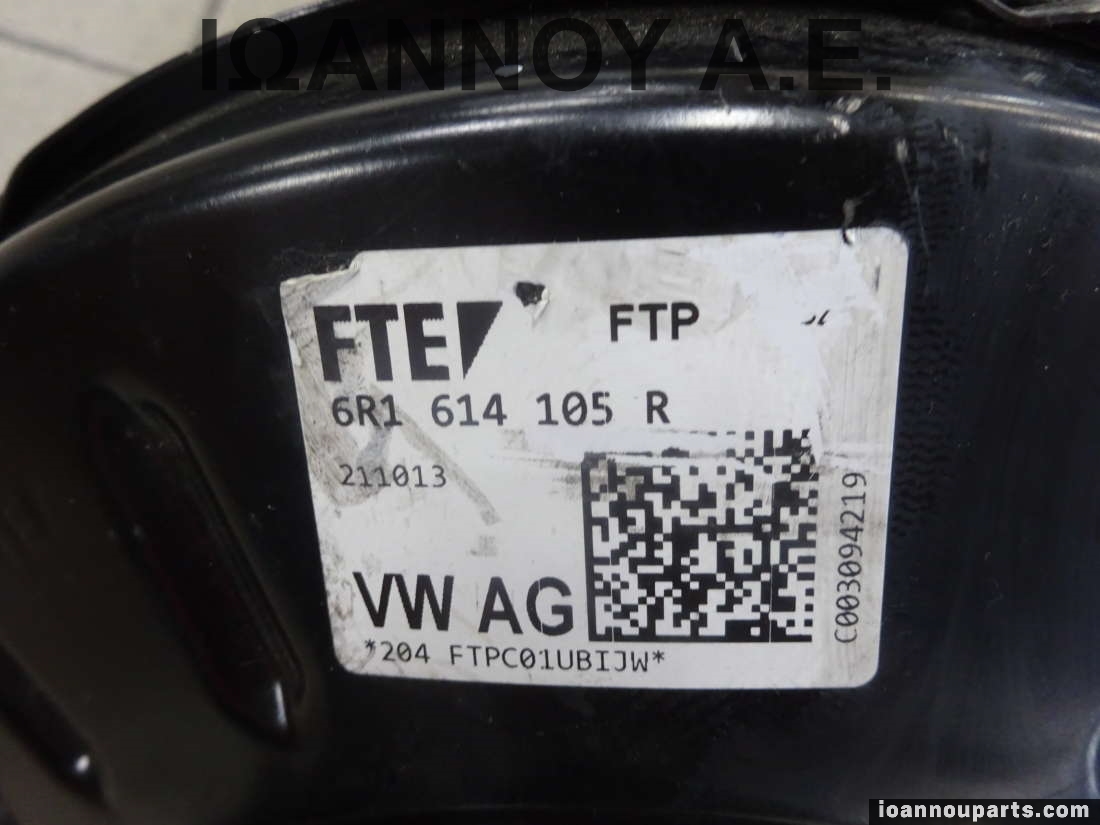 ΙΩΑΝΝΟΥ Α.Ε.
FTE FTP
6R1 614 105 R
211013
VW AG
*204 FTPC01UBIJW*
C003094219
ioannouparts.com